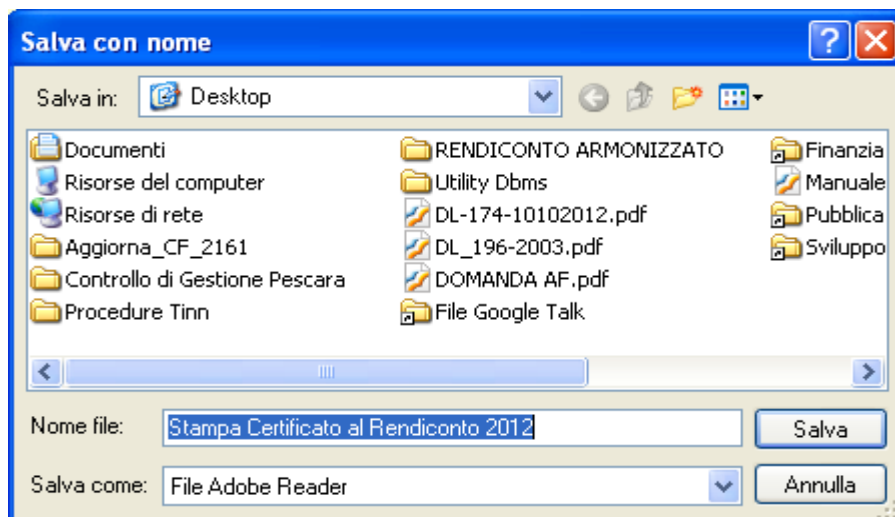 Salva con nome
Salva in: Desktop
Documenti
Risorse del computer
Risorse di rete
Aggiorna_CF_2161
Controllo di Gestione Pescara
Procedure Tinn
RENDICONTO ARMONIZZATO
Utility Dbms
DL-174-10102012.pdf
DL_196-2003.pdf
DOMANDA AF.pdf
File Google Talk
Finanzia
Manuale
Pubblica
Sviluppo
Nome file: Stampa Certificato al Rendiconto 2012 Salva
Salva come: File Adobe Reader Annulla